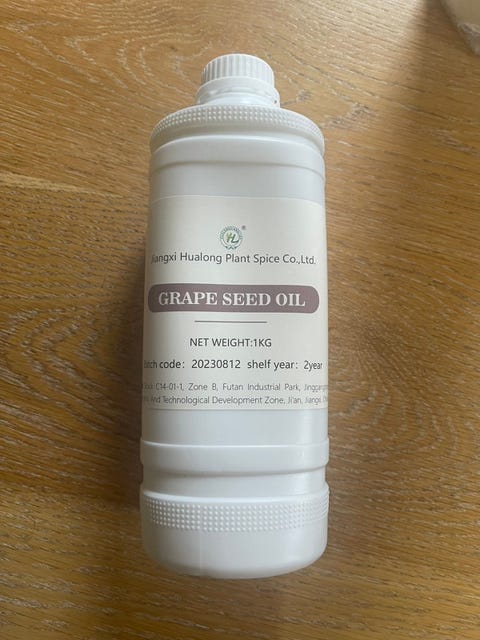 HL
®
Jiangxi Hualong Plant Spice Co.,Ltd.
GRAPE SEED OIL
NET WEIGHT:1KG
Batch code: 20230812 shelf year: 2year
C14-01-1, Zone B, Futan Industrial Park,
And Technological Development Zone, Ji'an, Jiangxi,